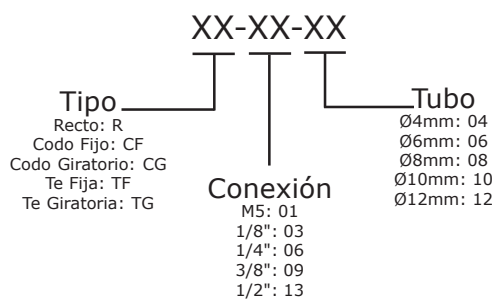 XX-XX-XX
Tipo
Recto: R
Codo Fijo: CF
Codo Giratorio: CG
Te Fija: TF
Te Giratoria: TG
Conexión
M5: 01
1/8": 03
1/4": 06
3/8": 09
1/2": 13
Tubo
Ø4mm: 04
Ø6mm: 06
Ø8mm: 08
Ø10mm: 10
Ø12mm: 12